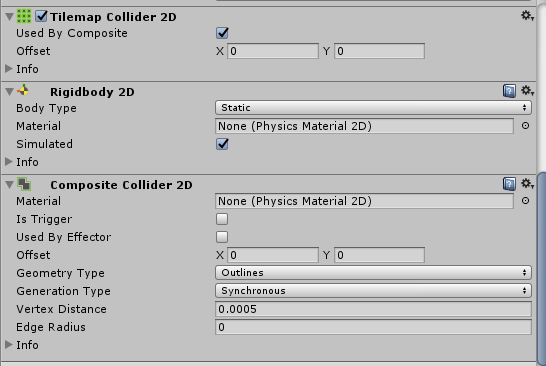 Tilemap Collider 2D
Used By Composite
Offset X 0 Y 0
Info
Rigidbody 2D
Body Type Static
Material None (Physics Material 2D)
Simulated
Info
Composite Collider 2D
Material None (Physics Material 2D)
Is Trigger
Used By Effector
Offset X 0 Y 0
Geometry Type Outlines
Generation Type Synchronous
Vertex Distance 0.0005
Edge Radius 0
Info